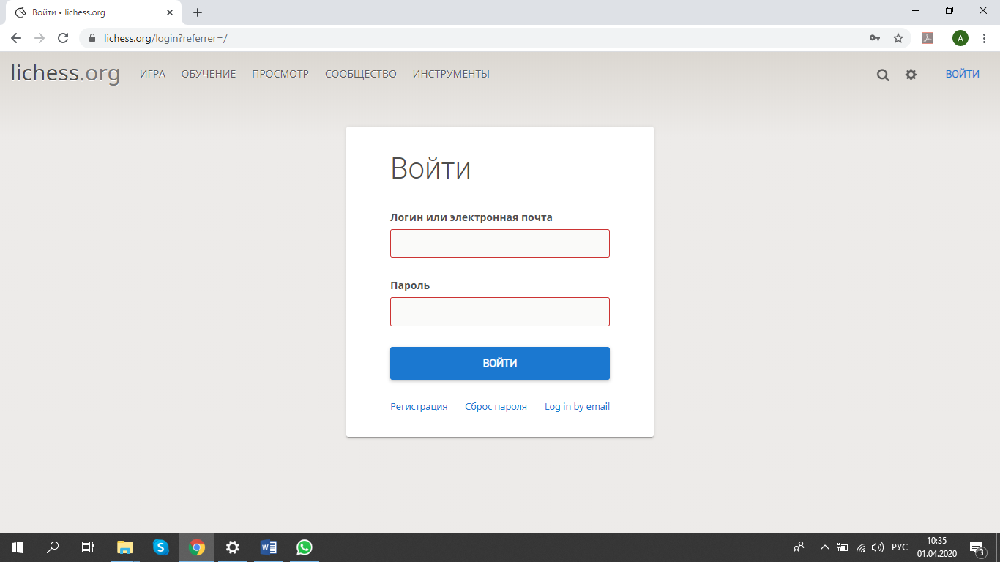 Войти • lichess.org
lichess.org/login?referrer=/
A
lichess.org ИГРА ОБУЧЕНИЕ ПРОСМОТР СООБЩЕСТВО ИНСТРУМЕНТЫ ВОЙТИ
Войти
Логин или электронная почта
Пароль
ВОЙТИ
Регистрация Сброс пароля Log in by email
S
W
РУС
10:35
01.04.2020
3